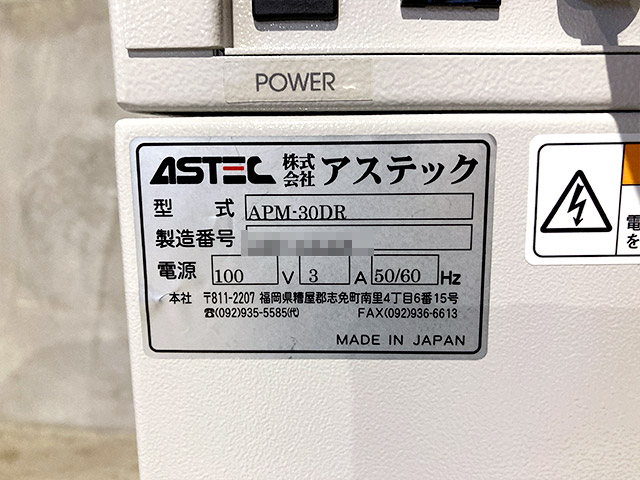 POWER
ASTEC 株式会社 アステック
型 式 APM-30DR
製造番号
電源 100 V 3 A 50/60 Hz
本社 〒811-2207 福岡県糟屋郡志免町南里4丁目6番15号
☎(092)935-5585(代) FAX(092)936-6613
MADE IN JAPAN
電
を